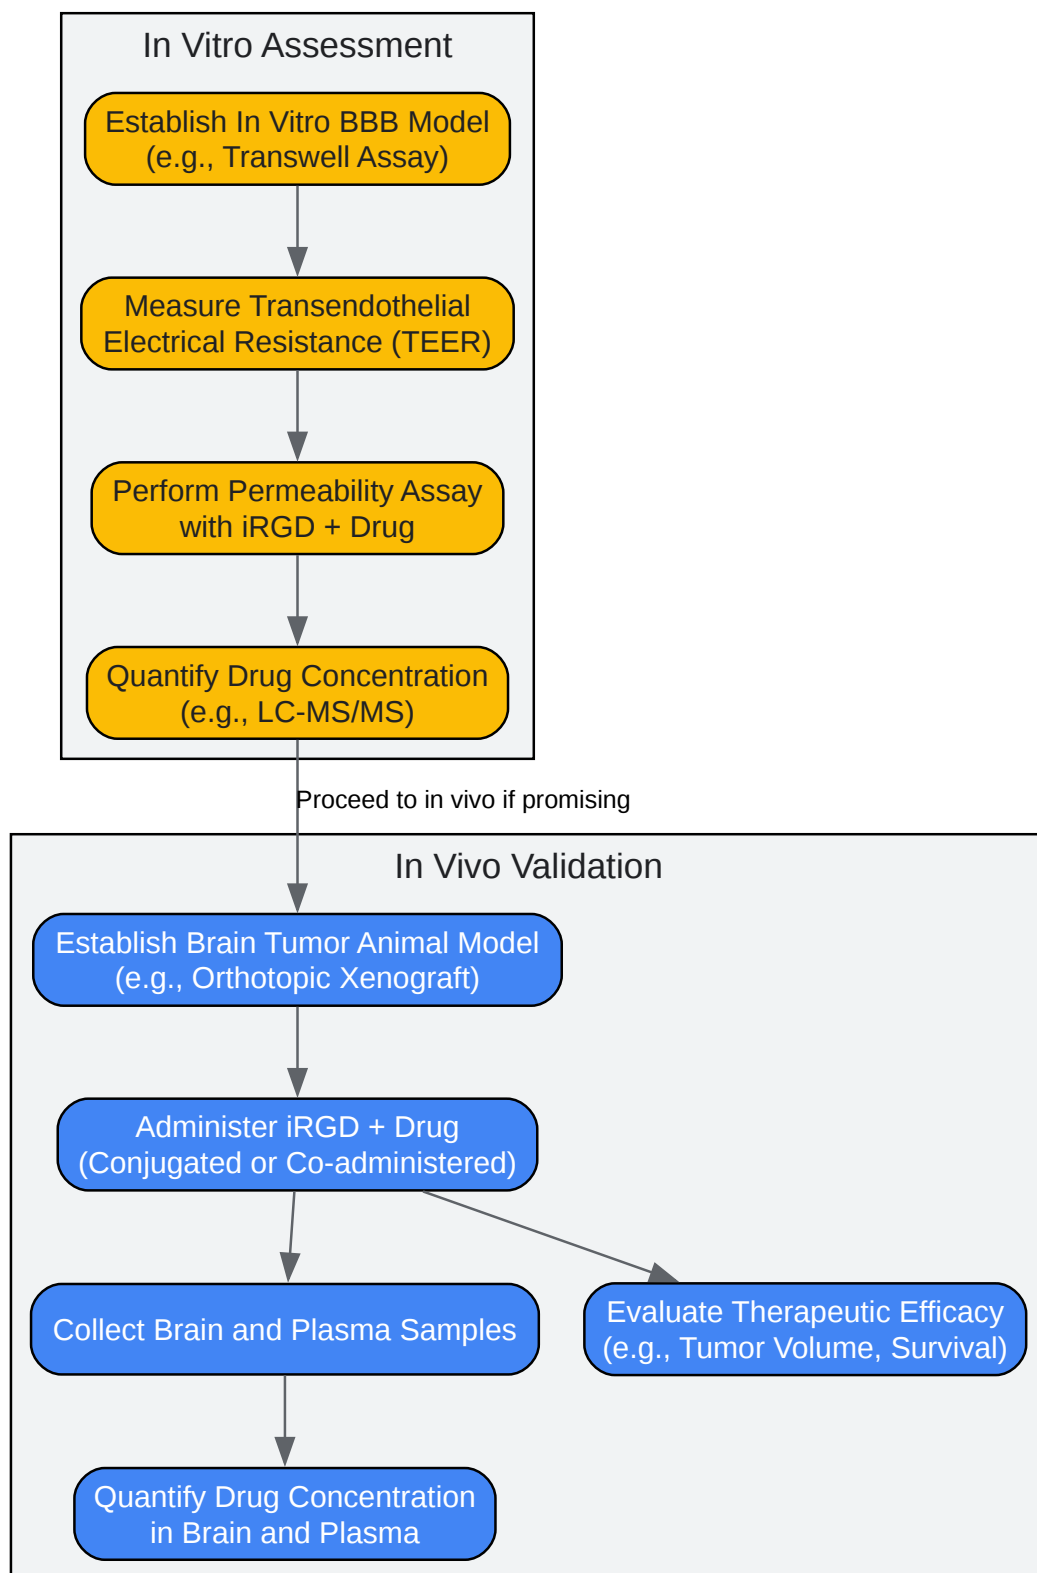 In Vitro Assessment
Establish In Vitro BBB Model
(e.g., Transwell Assay)
Measure Transendothelial
Electrical Resistance (TEER)
Perform Permeability Assay
with iRGD + Drug
Quantify Drug Concentration
(e.g., LC-MS/MS)
Proceed to in vivo if promising
In Vivo Validation
Establish Brain Tumor Animal Model
(e.g., Orthotopic Xenograft)
Administer iRGD + Drug
(Conjugated or Co-administered)
Collect Brain and Plasma Samples
Evaluate Therapeutic Efficacy
(e.g., Tumor Volume, Survival)
Quantify Drug Concentration
in Brain and Plasma